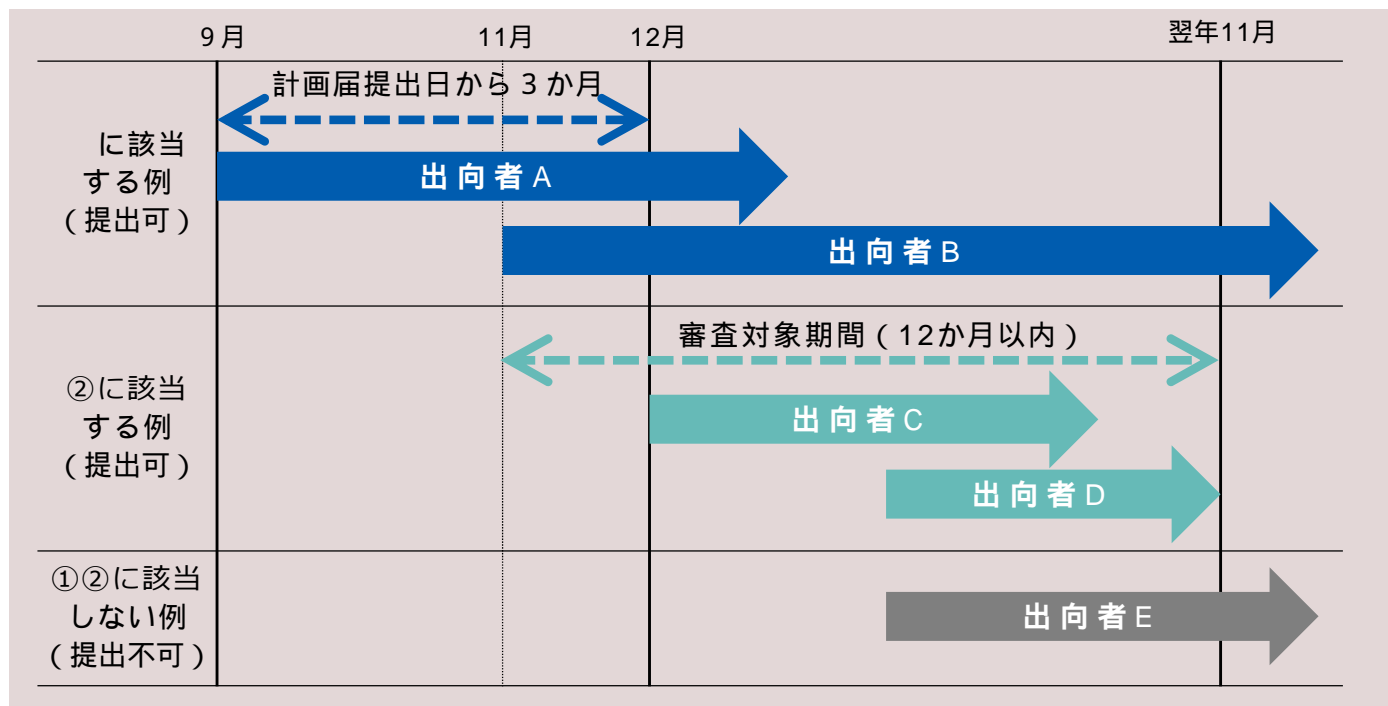 ９月
11月
12月
翌年11月
計画届提出日から３か月
に該当
する例
（提出可）
出向者A
出向者B
審査対象期間（12か月以内）
②に該当
する例
（提出可）
出向者C
出向者D
①②に該当
しない例
（提出不可）
出向者E